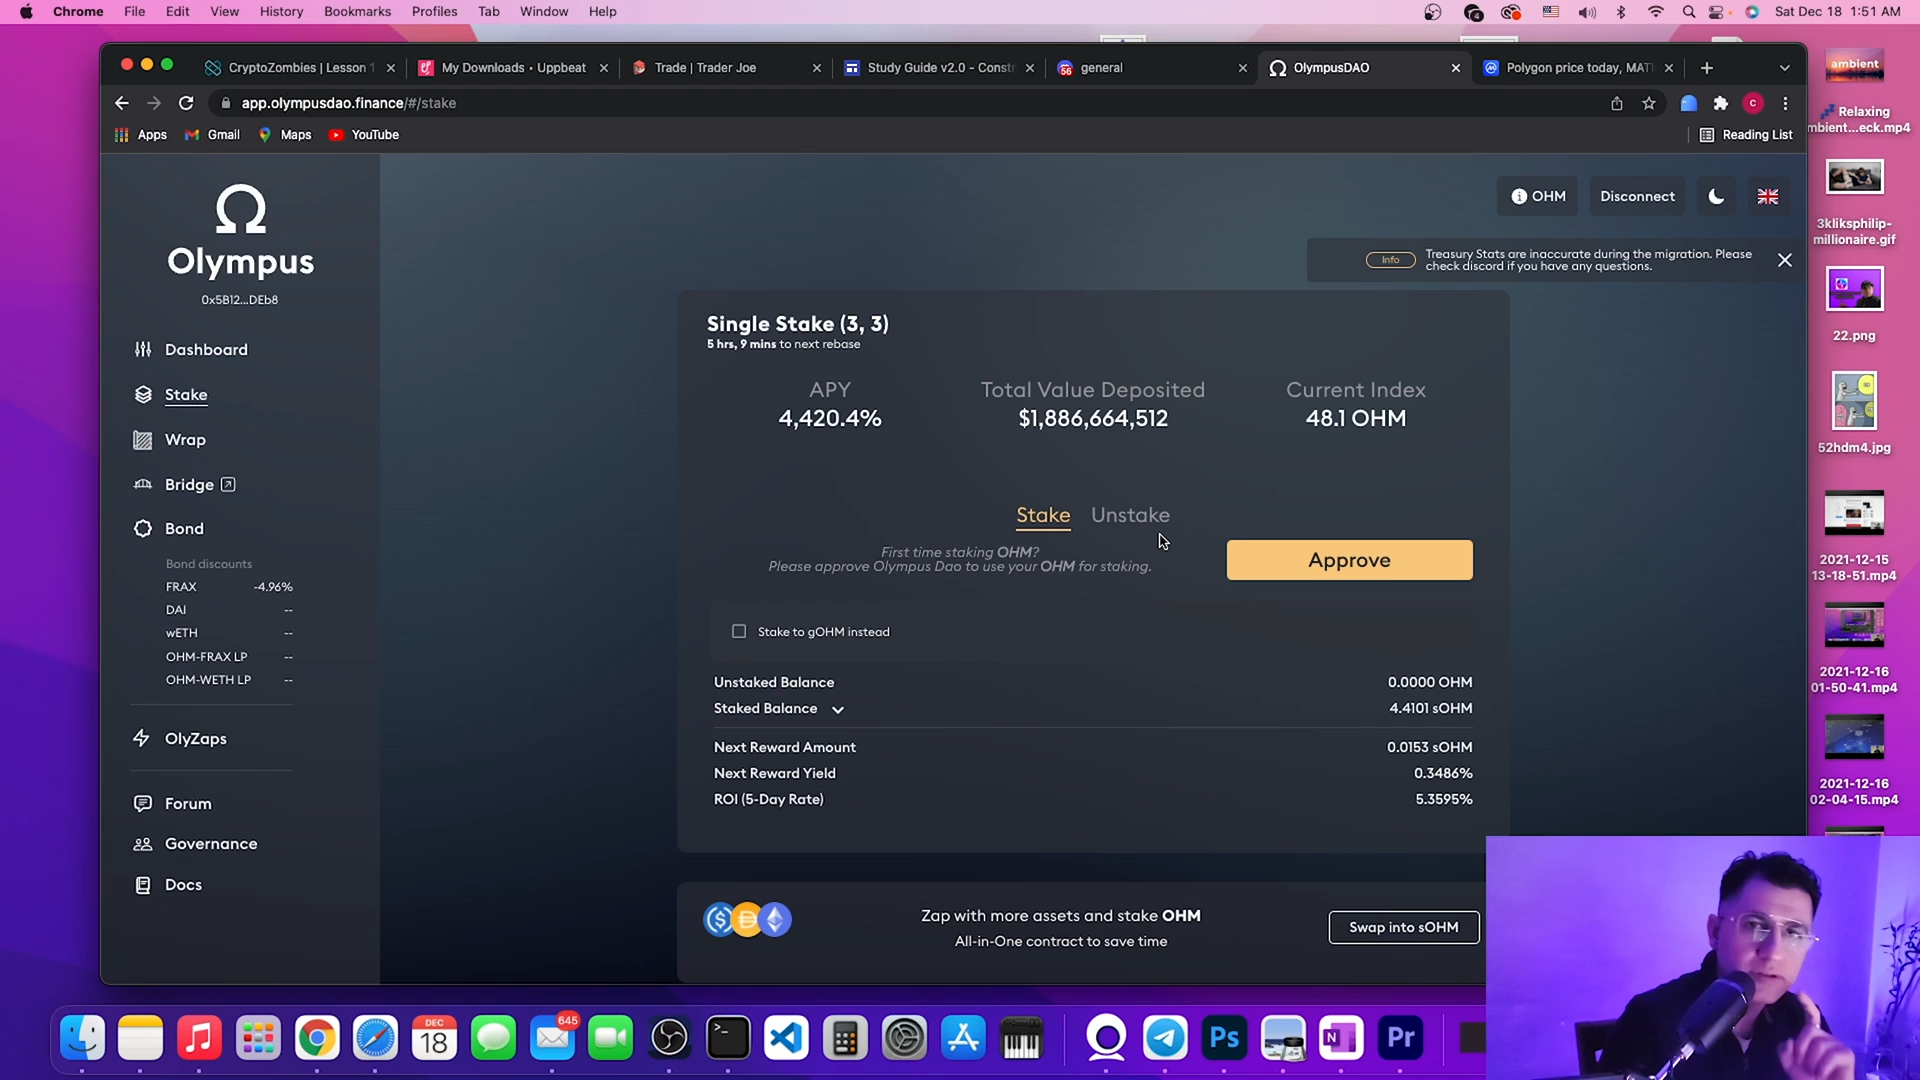 Chrome File Edit View History Bookmarks Profiles Tab Window Help
4
Sat Dec 18 1:51 AM
CryptoZombies | Lesson 1
My Downloads • Uppbeat
Trade | Trader Joe
Study Guide v2.0 - Constr
56 general
OlympusDAO
Polygon price today, MATI
app.olympusdao.finance/#/stake
C
Apps Gmail Maps YouTube
Reading List
Olympus
0x5B12...DEb8
Dashboard
Stake
Wrap
Bridge
Bond
Bond discounts
FRAX -4.96%
DAI --
wETH --
OHM-FRAX LP --
OHM-WETH LP --
OlyZaps
Forum
Governance
Docs
OHM
Disconnect
Info
Treasury Stats are inaccurate during the migration. Please
check discord if you have any questions.
Single Stake (3, 3)
5 hrs, 9 mins to next rebase
APY Total Value Deposited Current Index
4,420.4% $1,886,664,512 48.1 OHM
Stake Unstake
First time staking OHM?
Please approve Olympus Dao to use your OHM for staking.
Approve
Stake to gOHM instead
Unstaked Balance 0.0000 OHM
Staked Balance 4.4101 sOHM
Next Reward Amount 0.0153 sOHM
Next Reward Yield 0.3486%
ROI (5-Day Rate) 5.3595%
Zap with more assets and stake OHM
All-in-One contract to save time
Swap into sOHM
ambient
Relaxing
mbient...eck.mp4
3kliksphilip-
millionaire.gif
22.png
52hdm4.jpg
2021-12-15
13-18-51.mp4
2021-12-16
01-50-41.mp4
2021-12-16
02-04-15.mp4
DEC
18
645
Ps
N
Pr